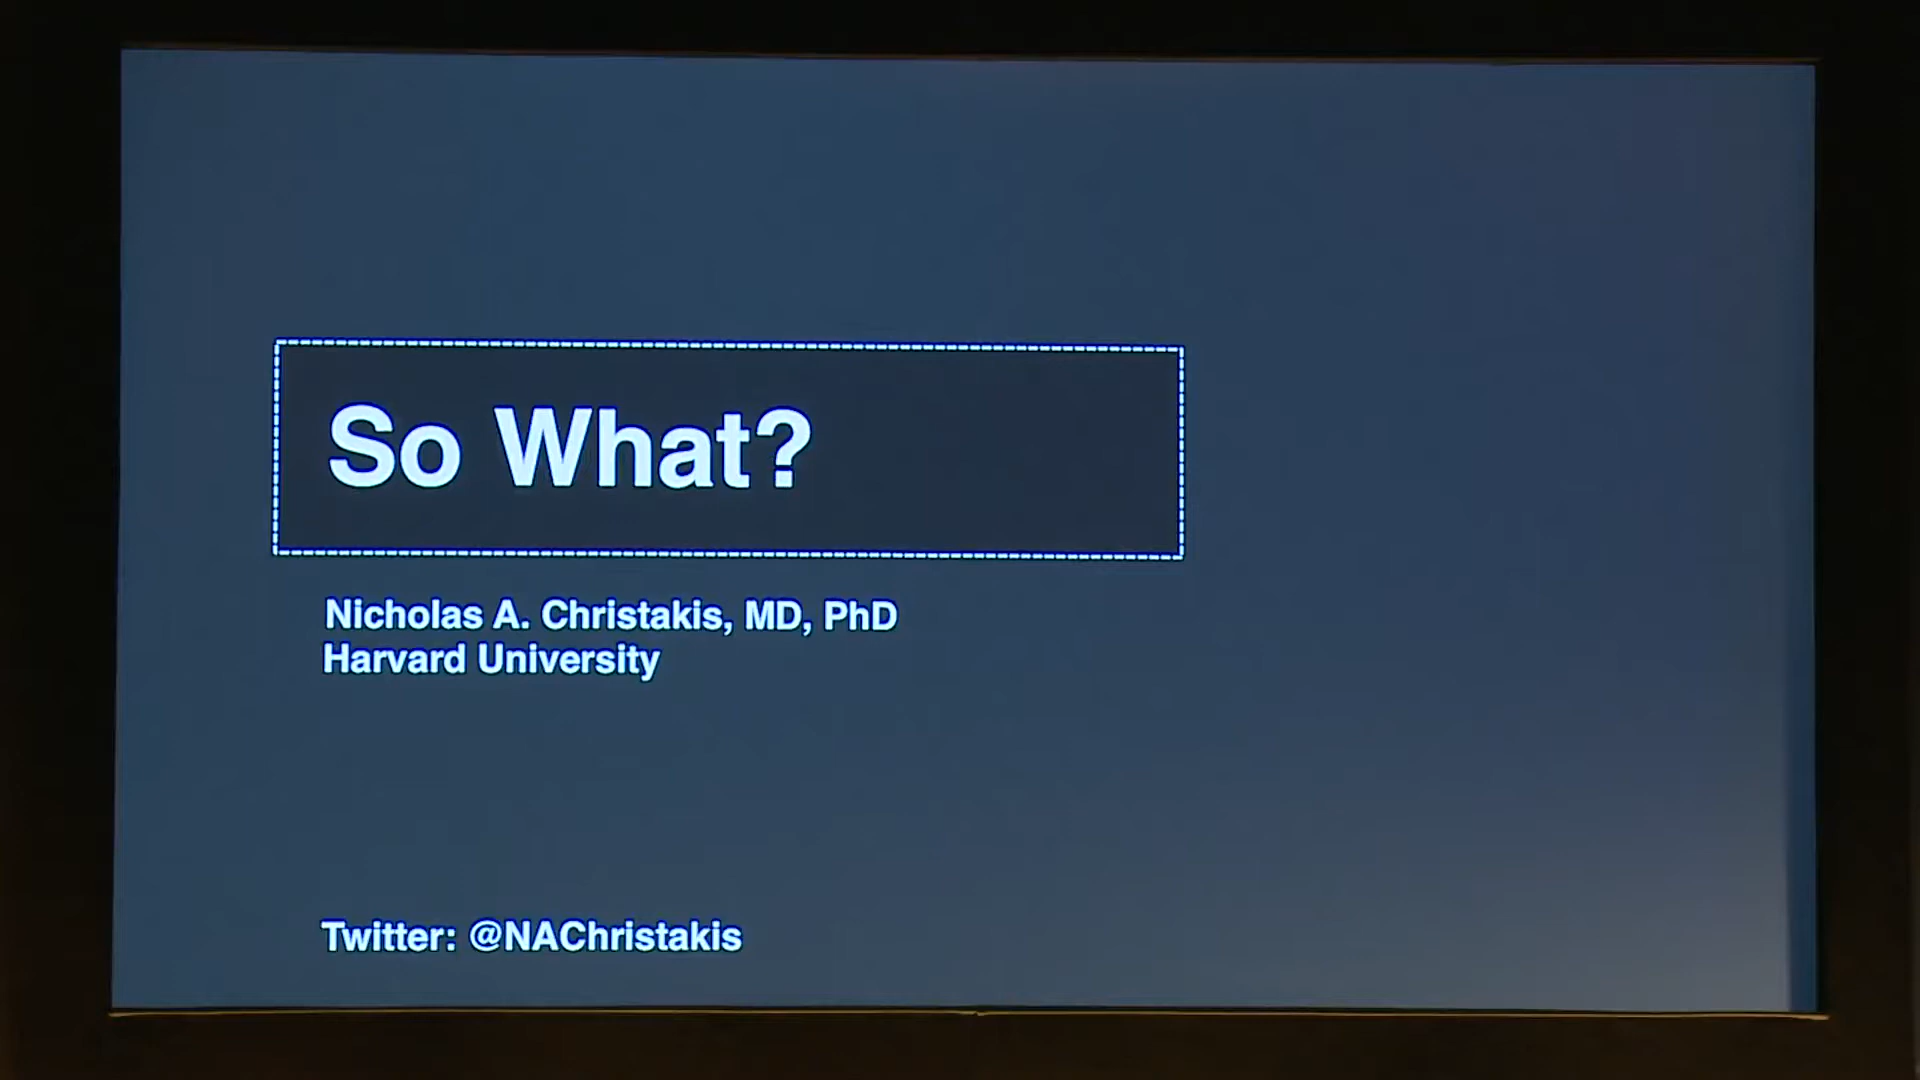 So What?
Nicholas A. Christakis, MD, PhD
Harvard University
Twitter: @NAChristakis